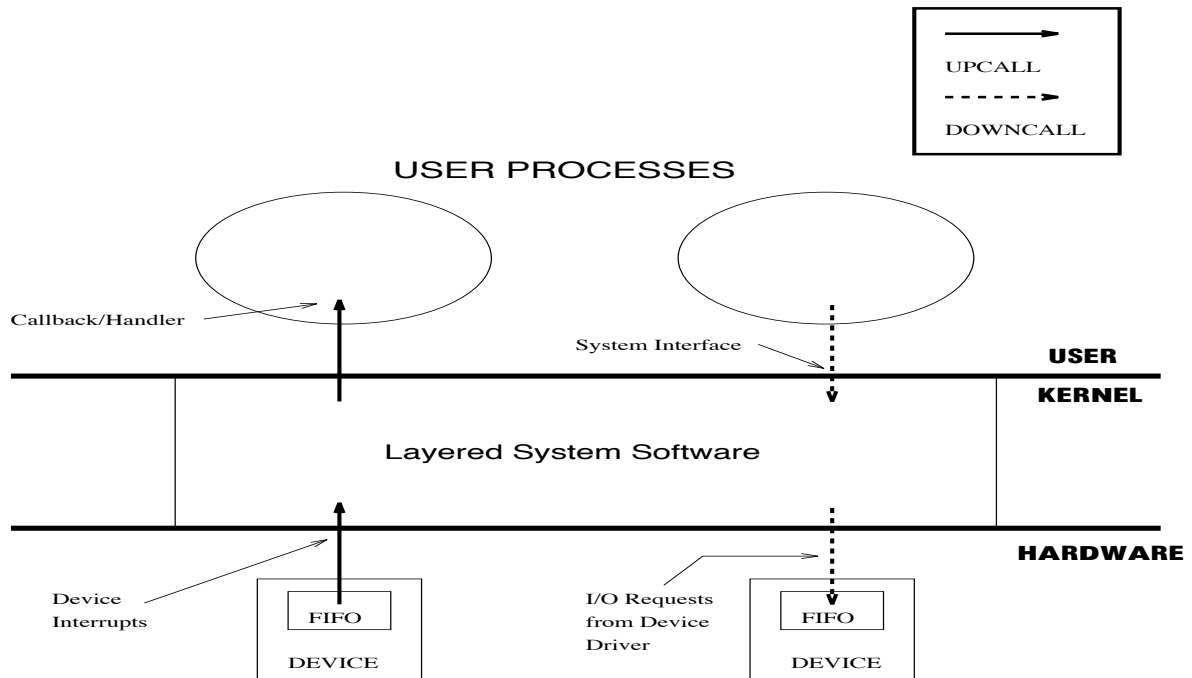 UPCALL
DOWNCALL
USER PROCESSES
Callback/Handler
System Interface
USER
KERNEL
Layered System Software
HARDWARE
Device
Interrupts
FIFO
DEVICE
I/O Requests
from Device
Driver
FIFO
DEVICE